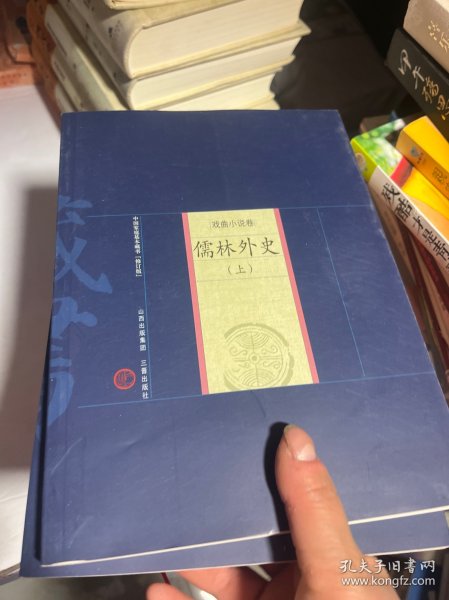 戏曲小说卷
儒林外史
（上）
中国家庭基本藏书【修订版】
山西出版集团 三晋出版社
藏书
孔夫子旧书网
www.kongfz.com